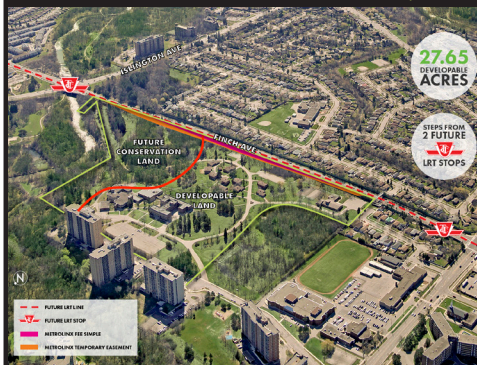 ISLINGTON AVE.
27.65
DEVELOPABLE
ACRES
FINCH AVE.
FUTURE
CONSERVATION
LAND
STEPS FROM
2 FUTURE
LRT STOPS
DEVELOPABLE
LAND
N
FUTURE LRT LINE
FUTURE LRT STOP
METROLINX FEE SIMPLE
METROLINX TEMPORARY EASEMENT